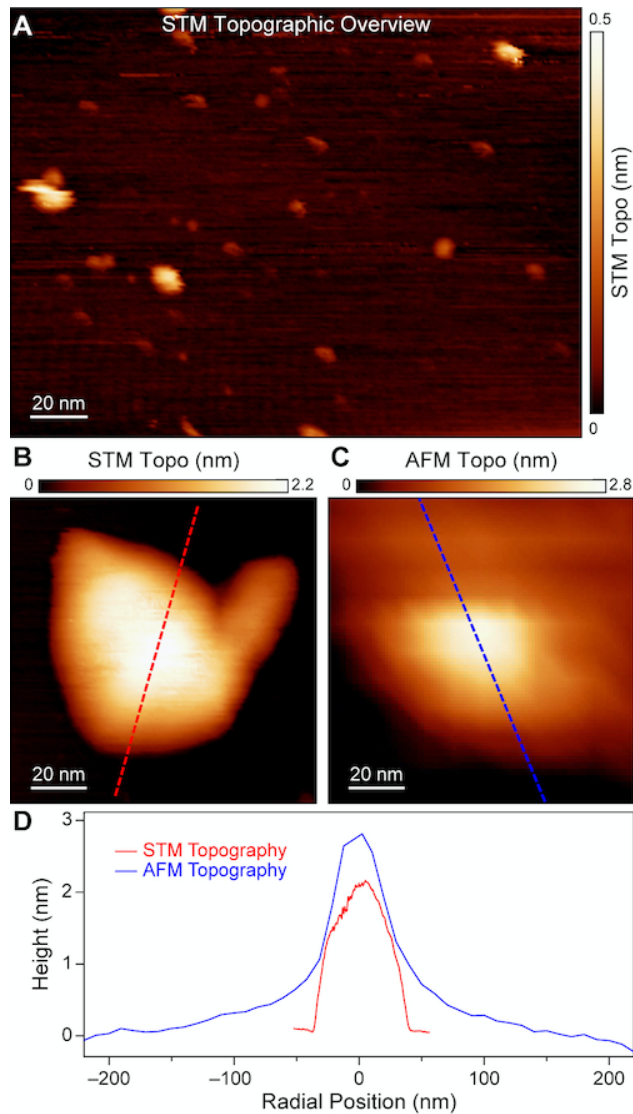 A
STM Topographic Overview
0.5
STM Topo (nm)
0
20 nm
B
STM Topo (nm)
0
2.2
20 nm
C
AFM Topo (nm)
0
2.8
20 nm
D
STM Topography
AFM Topography
3
2
1
0
Height (nm)
–200
–100
0
100
200
Radial Position (nm)